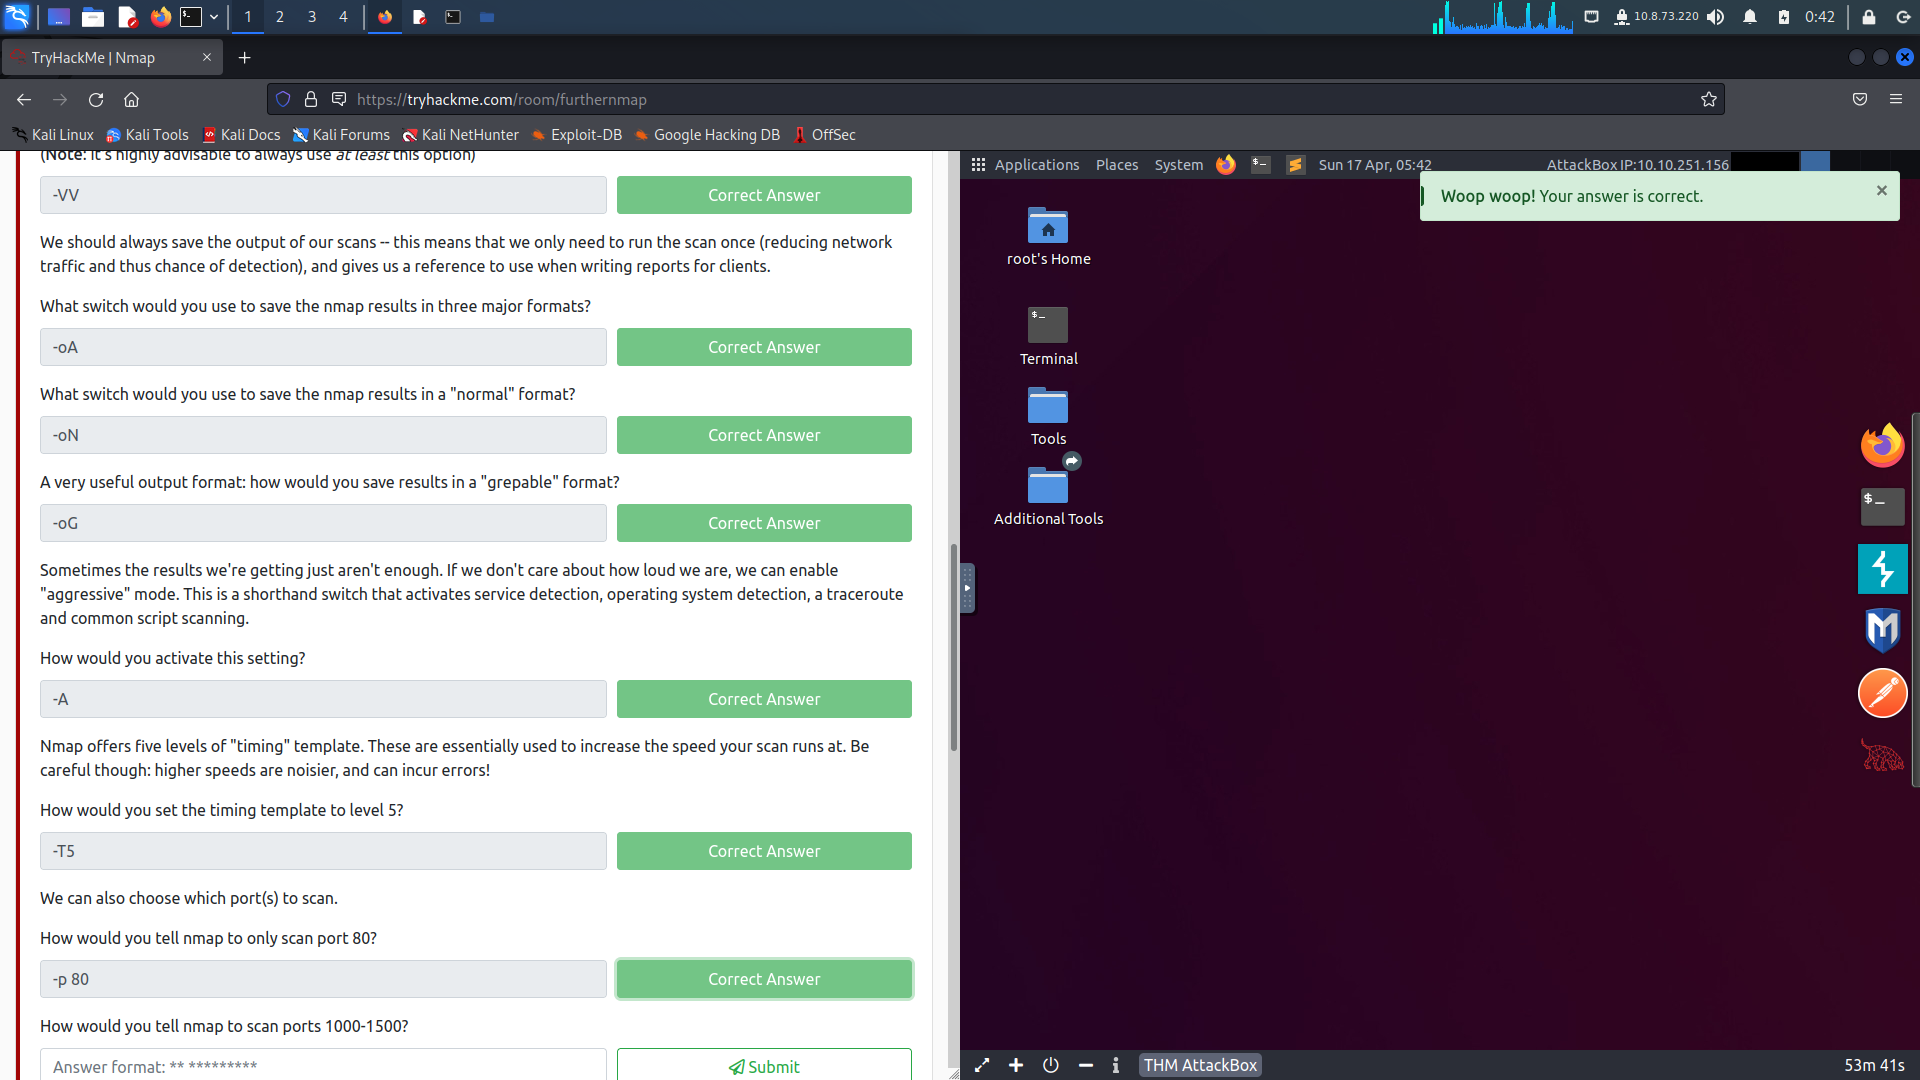 1
2
3
4
10.8.73.220
0:42
TryHackMe | Nmap
https://tryhackme.com/room/furthernmap
Kali Linux
Kali Tools
Kali Docs
Kali Forums
Kali NetHunter
Exploit-DB
Google Hacking DB
OffSec
(Note: it's highly advisable to always use at least this option)
-VV
Correct Answer
We should always save the output of our scans -- this means that we only need to run the scan once (reducing network
traffic and thus chance of detection), and gives us a reference to use when writing reports for clients.
What switch would you use to save the nmap results in three major formats?
-oA
Correct Answer
What switch would you use to save the nmap results in a "normal" format?
-oN
Correct Answer
A very useful output format: how would you save results in a "grepable" format?
-oG
Correct Answer
Sometimes the results we're getting just aren't enough. If we don't care about how loud we are, we can enable
"aggressive" mode. This is a shorthand switch that activates service detection, operating system detection, a traceroute
and common script scanning.
How would you activate this setting?
-A
Correct Answer
Nmap offers five levels of "timing" template. These are essentially used to increase the speed your scan runs at. Be
careful though: higher speeds are noisier, and can incur errors!
How would you set the timing template to level 5?
-T5
Correct Answer
We can also choose which port(s) to scan.
How would you tell nmap to only scan port 80?
-p 80
Correct Answer
How would you tell nmap to scan ports 1000-1500?
Answer format: ** *********
Submit
Applications
Places
System
Sun 17 Apr, 05:42
AttackBox IP:10.10.251.156
Woop woop! Your answer is correct.
×
root's Home
$_
Terminal
Tools
Additional Tools
$_
THM AttackBox
53m 41s